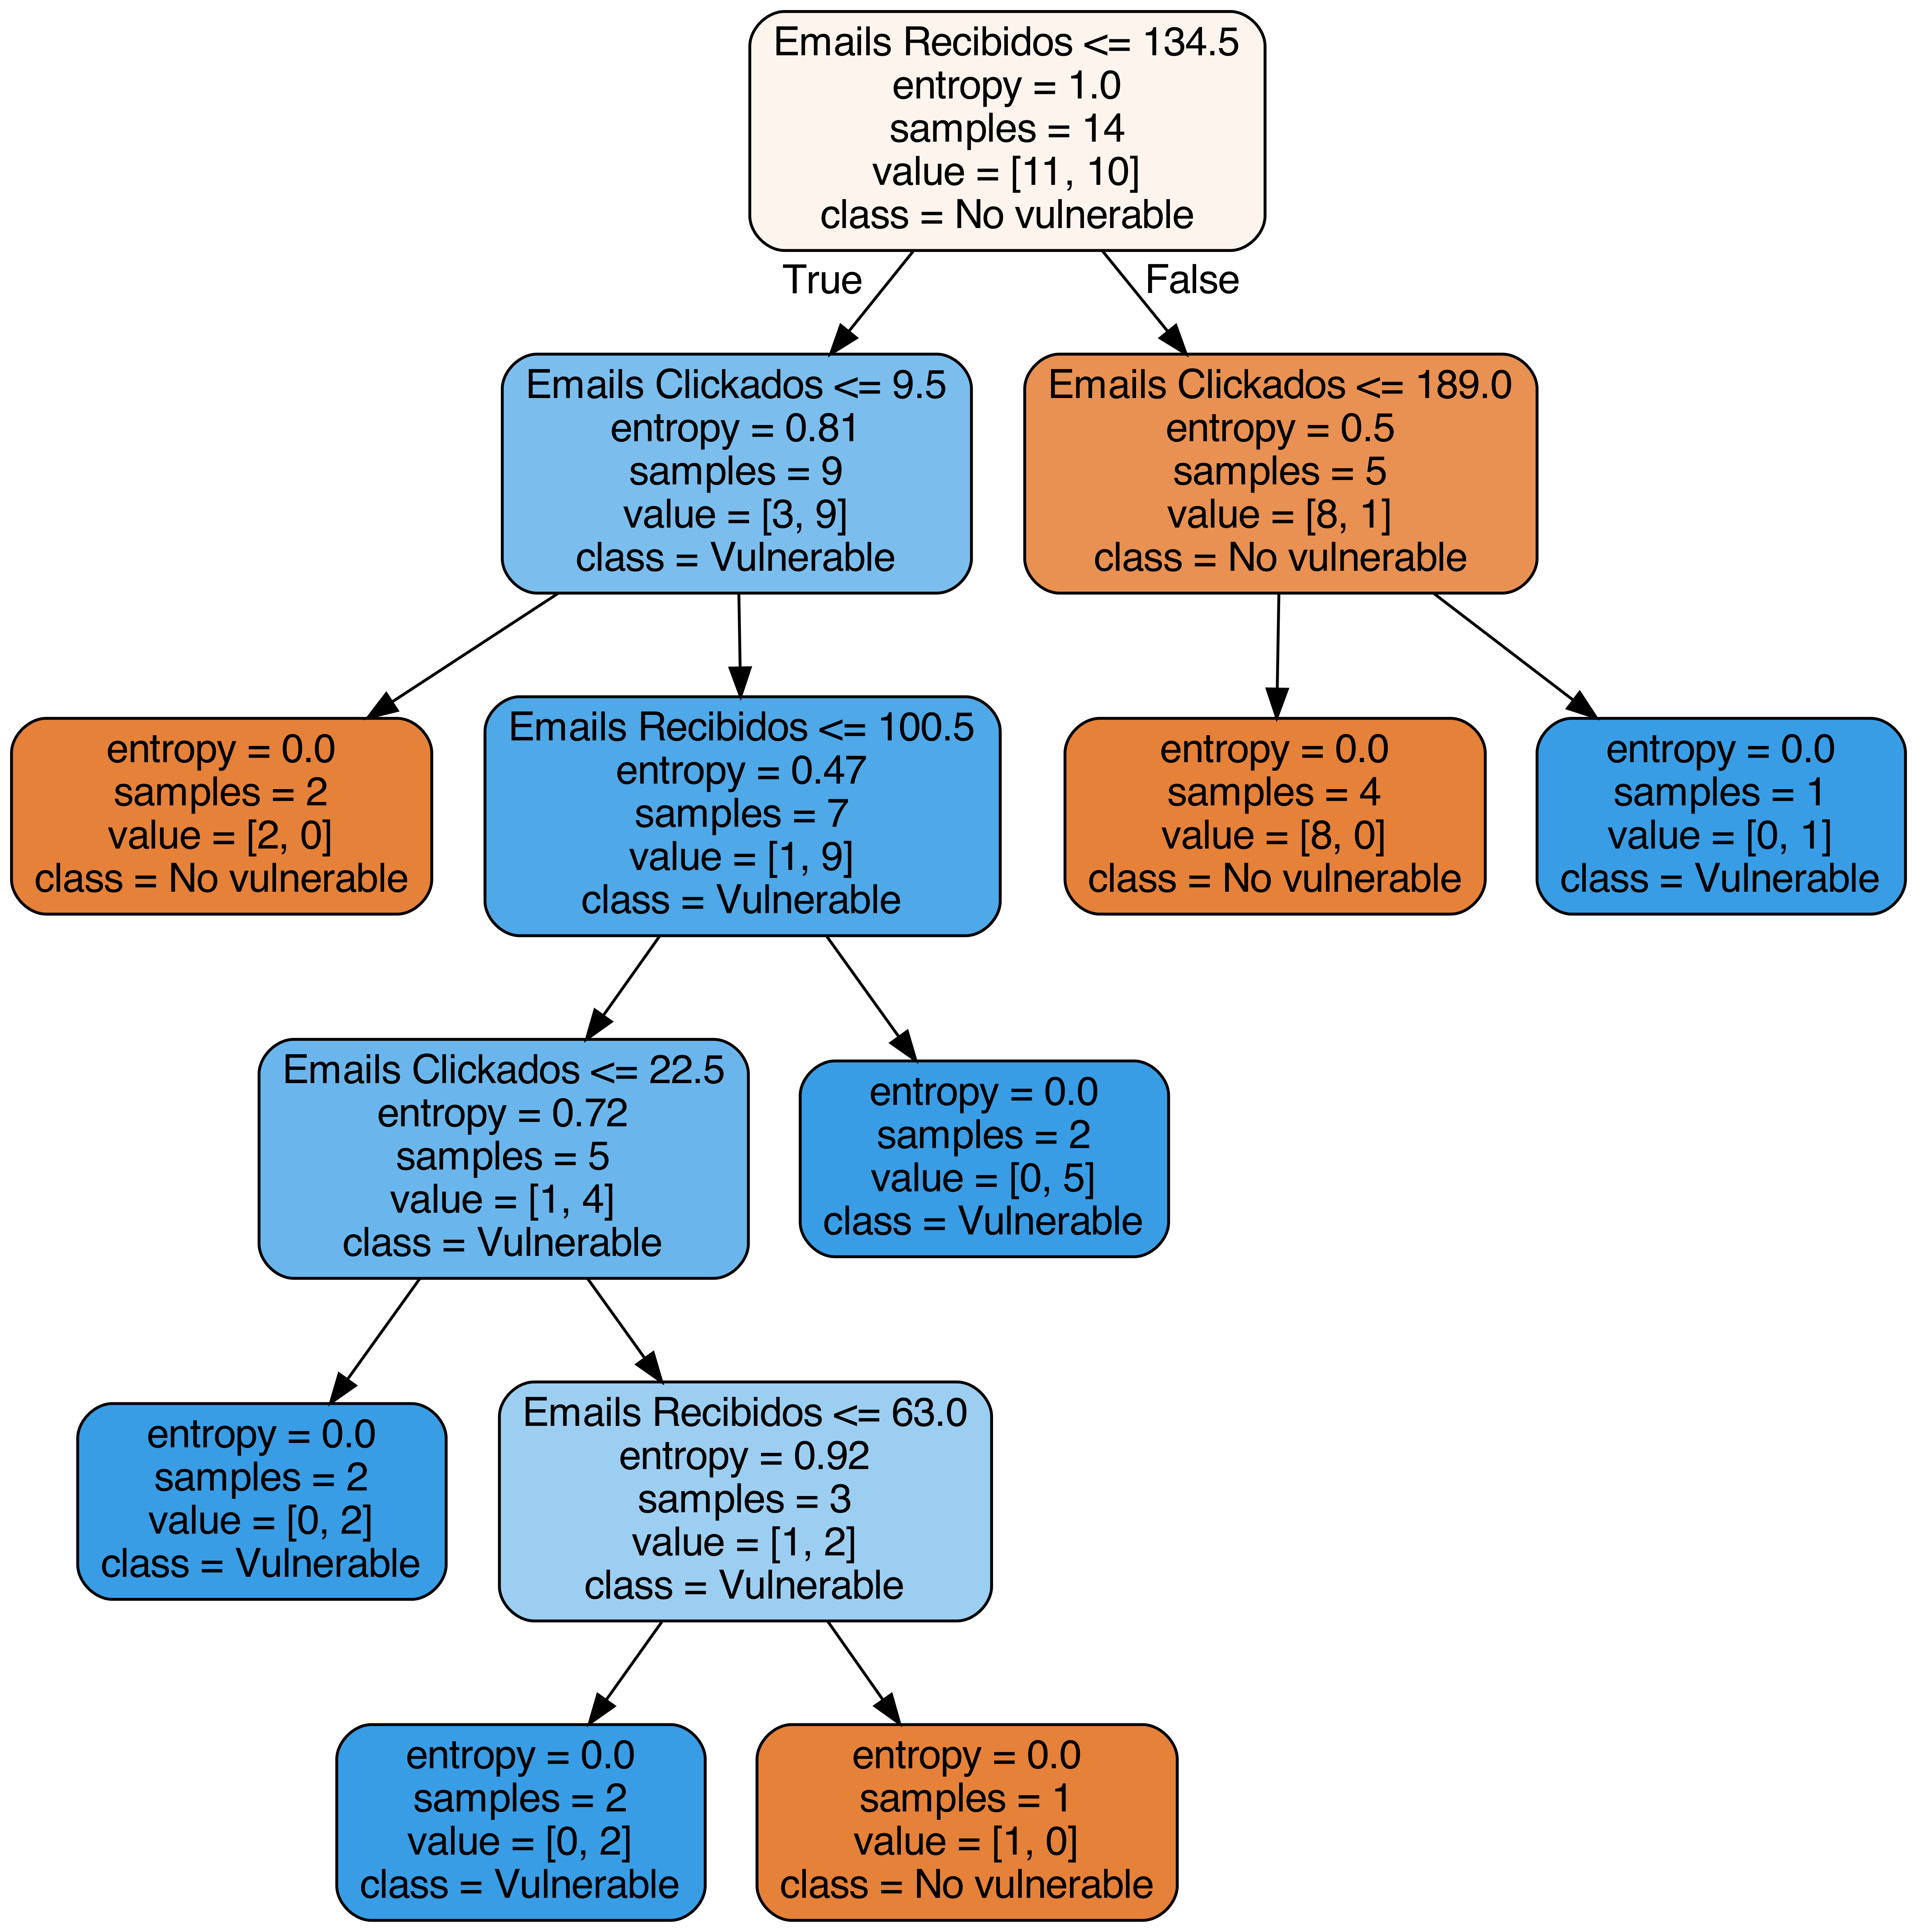 Emails Recibidos <= 134.5
entropy = 1.0
samples = 14
value = [11, 10]
class = No vulnerable
True
False
Emails Clickados <= 9.5
entropy = 0.81
samples = 9
value = [3, 9]
class = Vulnerable
Emails Clickados <= 189.0
entropy = 0.5
samples = 5
value = [8, 1]
class = No vulnerable
entropy = 0.0
samples = 2
value = [2, 0]
class = No vulnerable
Emails Recibidos <= 100.5
entropy = 0.47
samples = 7
value = [1, 9]
class = Vulnerable
entropy = 0.0
samples = 4
value = [8, 0]
class = No vulnerable
entropy = 0.0
samples = 1
value = [0, 1]
class = Vulnerable
Emails Clickados <= 22.5
entropy = 0.72
samples = 5
value = [1, 4]
class = Vulnerable
entropy = 0.0
samples = 2
value = [0, 5]
class = Vulnerable
entropy = 0.0
samples = 2
value = [0, 2]
class = Vulnerable
Emails Recibidos <= 63.0
entropy = 0.92
samples = 3
value = [1, 2]
class = Vulnerable
entropy = 0.0
samples = 2
value = [0, 2]
class = Vulnerable
entropy = 0.0
samples = 1
value = [1, 0]
class = No vulnerable